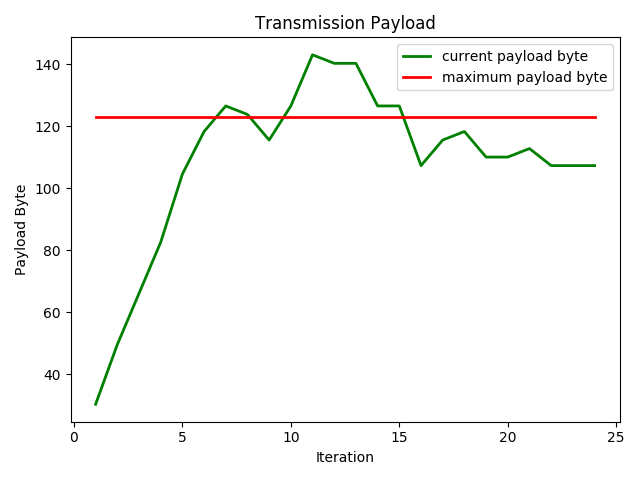 Transmission Payload
current payload byte
maximum payload byte
140
120
100
80
60
40
Payload Byte
0 5 10 15 20 25
Iteration